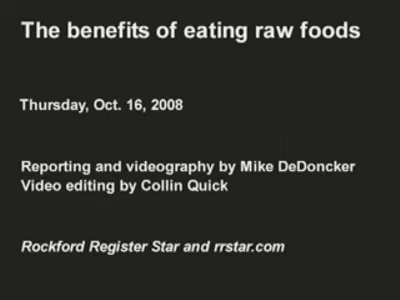 The benefits of eating raw foods
Thursday, Oct. 16, 2008
Reporting and videography by Mike DeDoncker
Video editing by Collin Quick
Rockford Register Star and rrstar.com